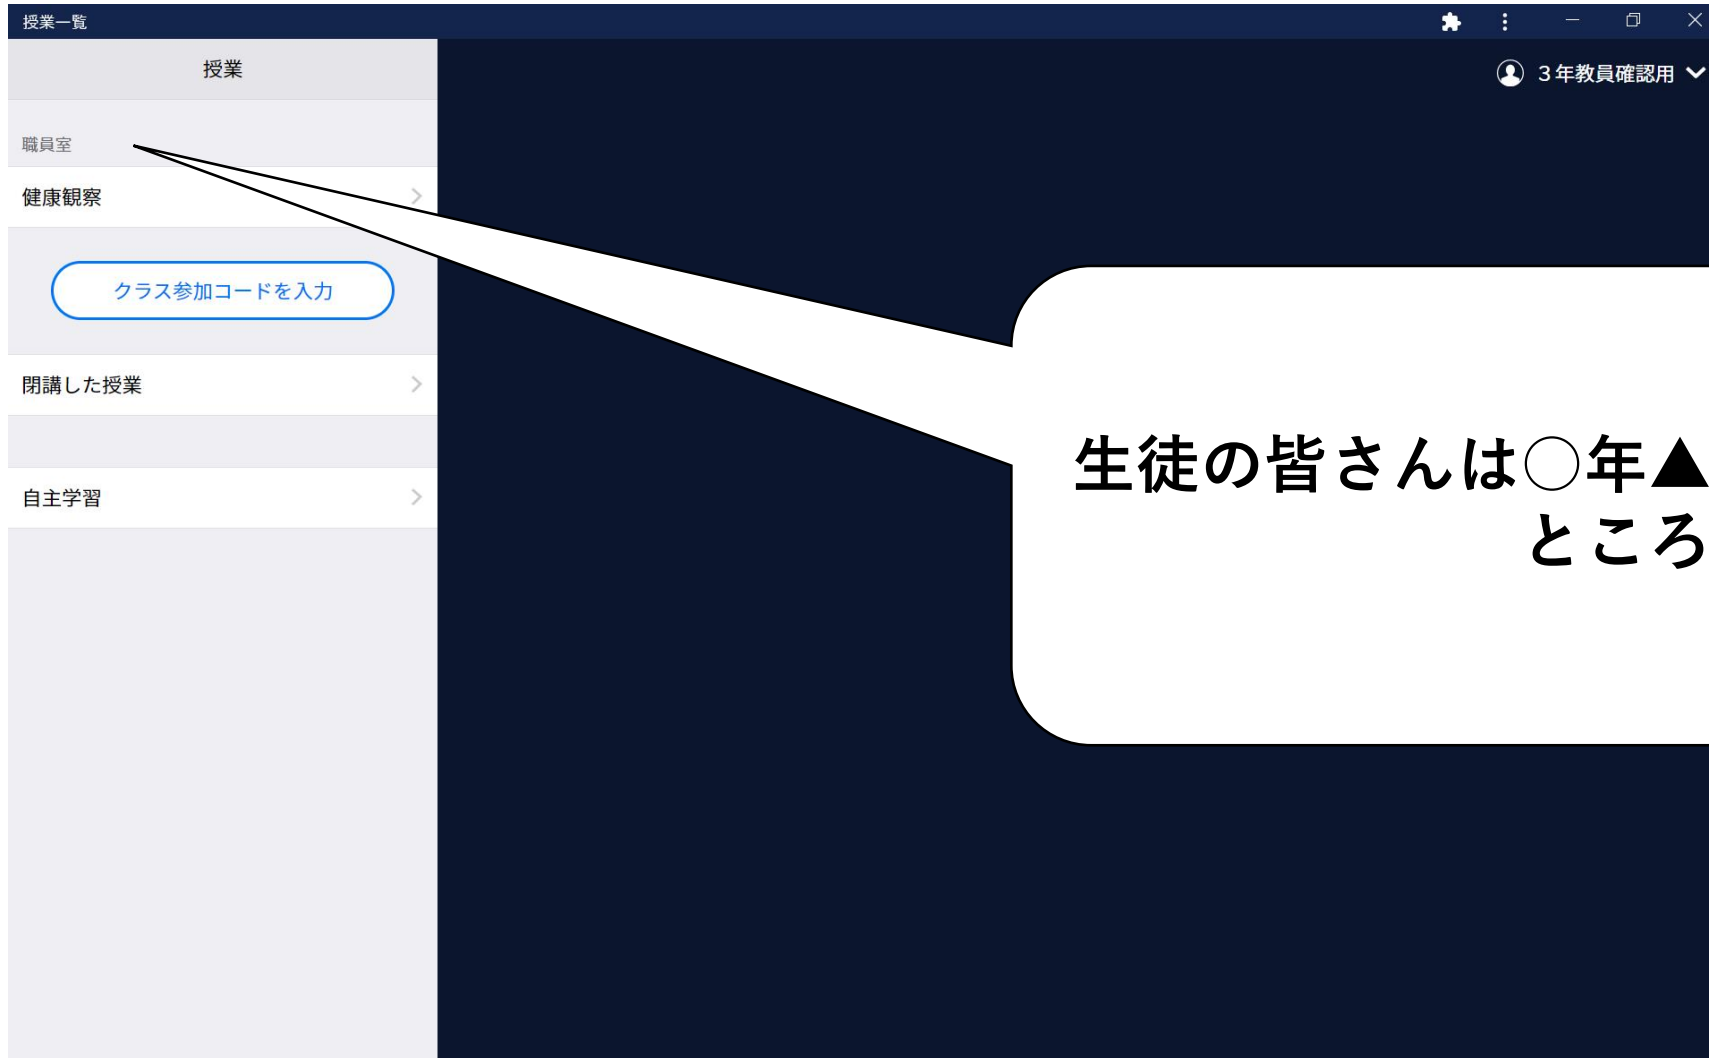 授業一覧
授業
3年教員確認用
職員室
健康観察
クラス参加コードを入力
閉講した授業
自主学習
生徒の皆さんは○年▲
ところ